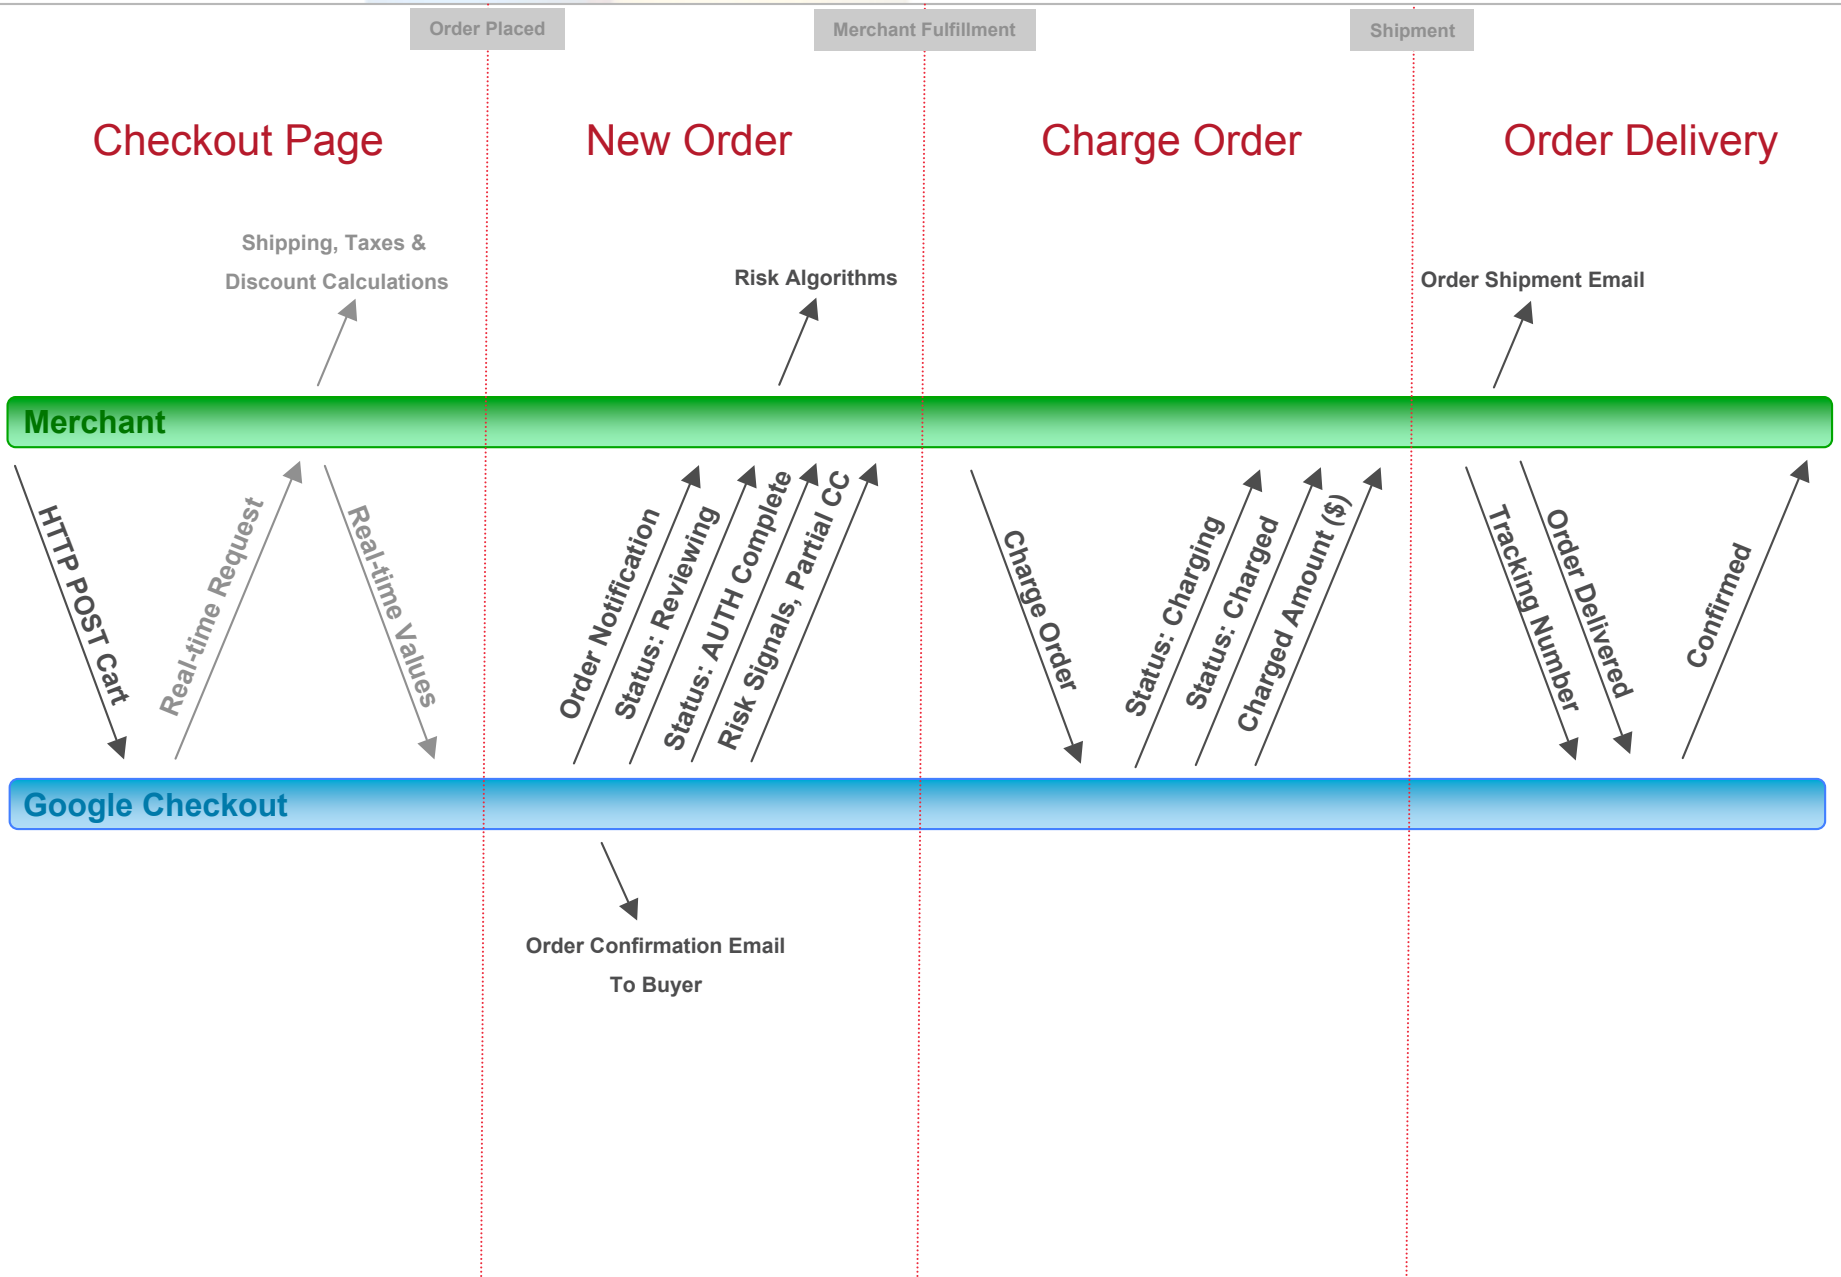 Order Placed
Merchant Fulfillment
Shipment
Checkout Page
New Order
Charge Order
Order Delivery
Shipping, Taxes &
Discount Calculations
Risk Algorithms
Order Shipment Email
Merchant
HTTP POST Cart
Real-time Request
Real-time Values
Order Notification
Status: Reviewing
Status: AUTH Complete
Risk Signals, Partial CC
Charge Order
Status: Charging
Status: Charged
Charged Amount ($)
Tracking Number
Order Delivered
Confirmed
Google Checkout
Order Confirmation Email
To Buyer